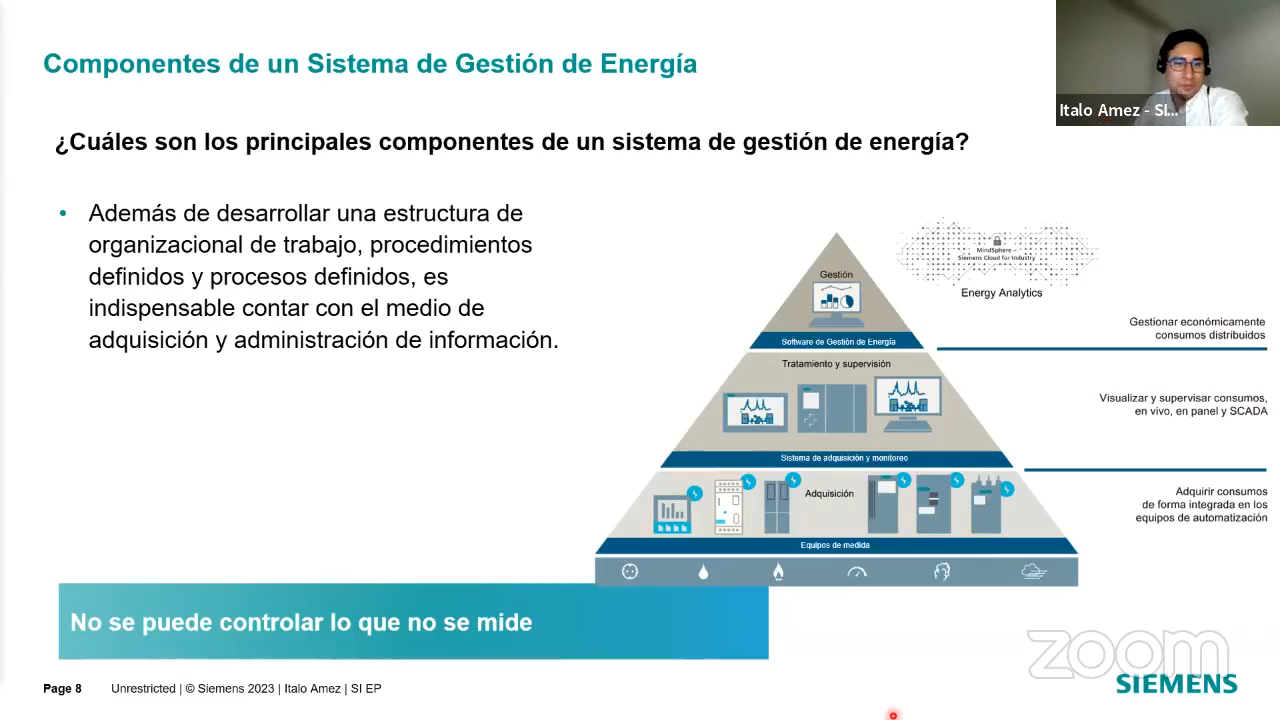 Componentes de un Sistema de Gestión de Energía
Italo Amez - SI...
¿Cuáles son los principales componentes de un sistema de gestión de energía?
• Además de desarrollar una estructura de
organizacional de trabajo, procedimientos
definidos y procesos definidos, es
indispensable contar con el medio de
adquisición y administración de información.
MindSphere –
Siemens Cloud for Industry
Energy Analytics
Gestión
Software de Gestión de Energía
Gestionar económicamente
consumos distribuidos
Tratamiento y supervisión
Sistema de adquisición y monitoreo
Visualizar y supervisar consumos,
en vivo, en panel y SCADA
Adquisición
Equipos de medida
Adquirir consumos
de forma integrada en los
equipos de automatización
No se puede controlar lo que no se mide
zoom
SIEMENS
Page 8 Unrestricted | © Siemens 2023 | Italo Amez | SI EP